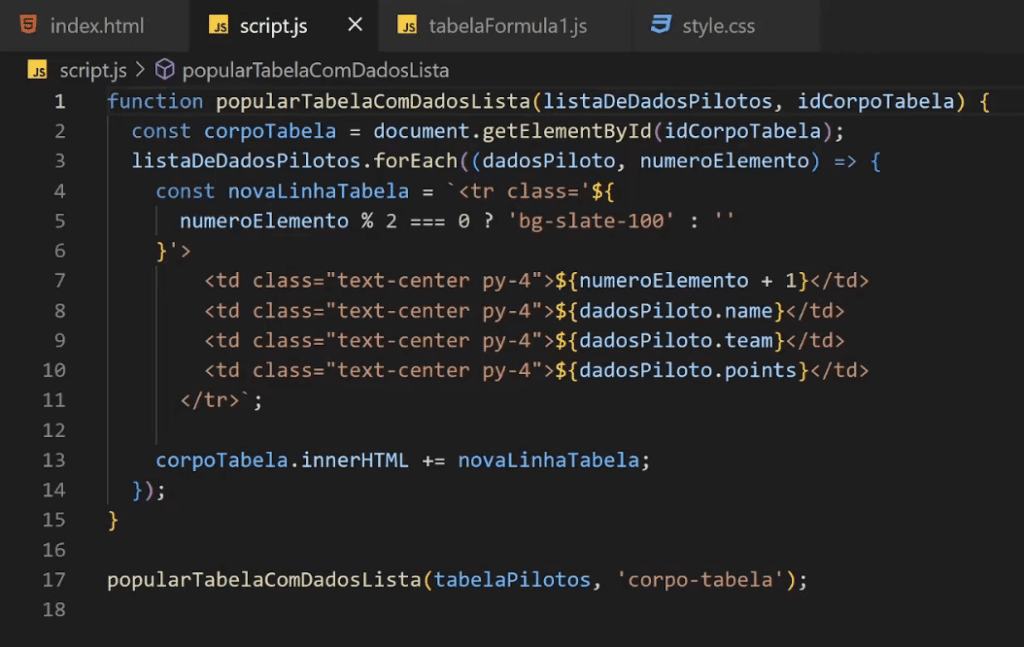 index.html JS script.js × JS tabelaFormula1.js style.css
JS script.js > popularTabelaComDadosLista
1 function popularTabelaComDadosLista(listaDeDadosPilotos, idCorpoTabela) {
2 const corpoTabela = document.getElementById(idCorpoTabela);
3 listaDeDadosPilotos.forEach((dadosPiloto, numeroElemento) => {
4 const novaLinhaTabela = `<tr class='${
5 numeroElemento % 2 === 0 ? 'bg-slate-100' : ''
6 }'>
7 <td class="text-center py-4">${numeroElemento + 1}</td>
8 <td class="text-center py-4">${dadosPiloto.name}</td>
9 <td class="text-center py-4">${dadosPiloto.team}</td>
10 <td class="text-center py-4">${dadosPiloto.points}</td>
11 </tr>`;
12
13 corpoTabela.innerHTML += novaLinhaTabela;
14 });
15 }
16
17 popularTabelaComDadosLista(tabelaPilotos, 'corpo-tabela');
18